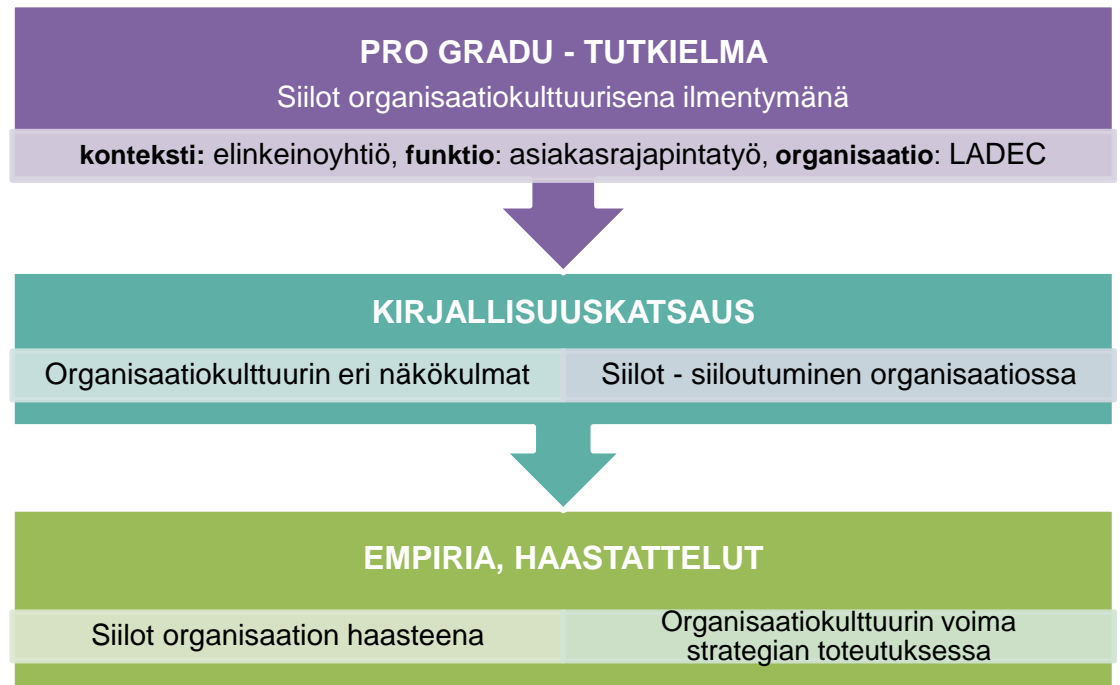 PRO GRADU - TUTKIELMA
Siilot organisaatiokulttuurisena ilmentymänä
konteksti: elinkeinoyhtiö, funktio: asiakasrajapintatyö, organisaatio: LADEC
KIRJALLISUUSKATSAUS
Organisaatiokulttuurin eri näkökulmat
Siilot - siiloutuminen organisaatiossa
EMPIRIA, HAASTATTELUT
Siilot organisaation haasteena
Organisaatiokulttuurin voima
strategian toteutuksessa